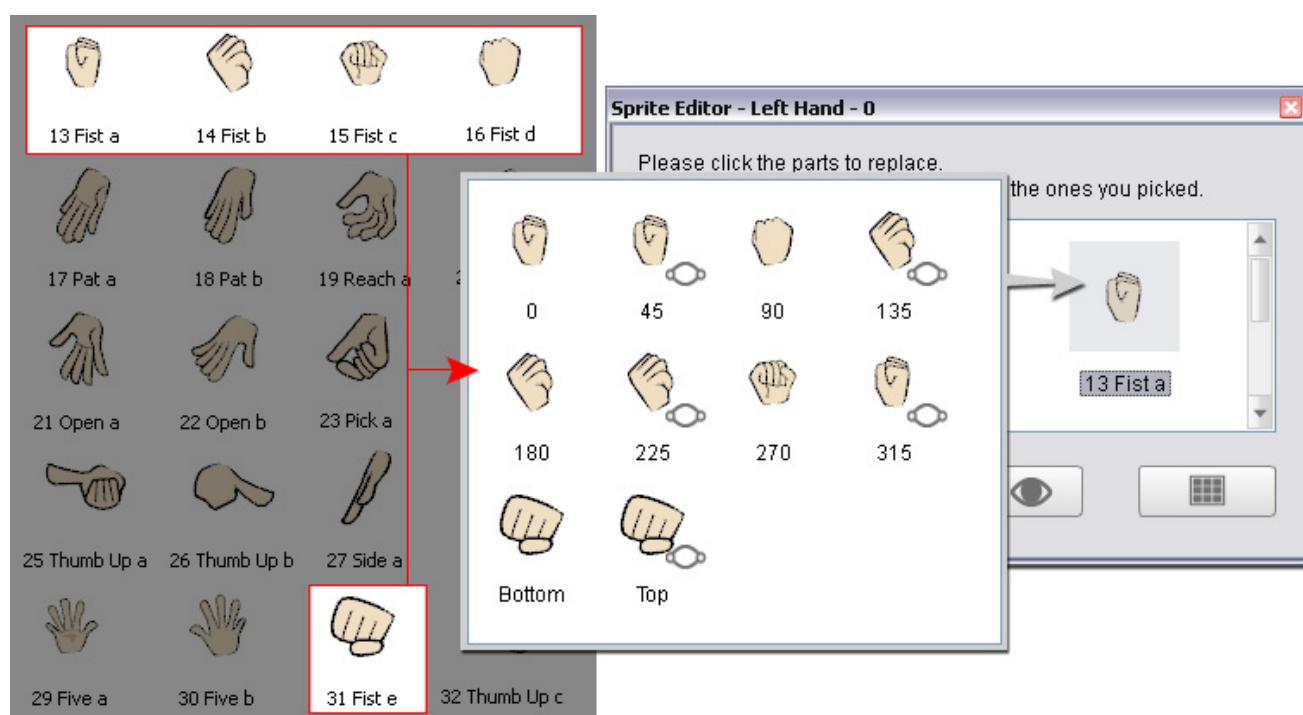 13 Fist a 14 Fist b 15 Fist c 16 Fist d
17 Pat a 18 Pat b 19 Reach a
21 Open a 22 Open b 23 Pick a
25 Thumb Up a 26 Thumb Up b 27 Side a
29 Five a 30 Five b 31 Fist e 32 Thumb Up c
Sprite Editor - Left Hand - 0
Please click the parts to replace.
the ones you picked.
0 45 90 135
180 225 270 315
Bottom Top
13 Fist a